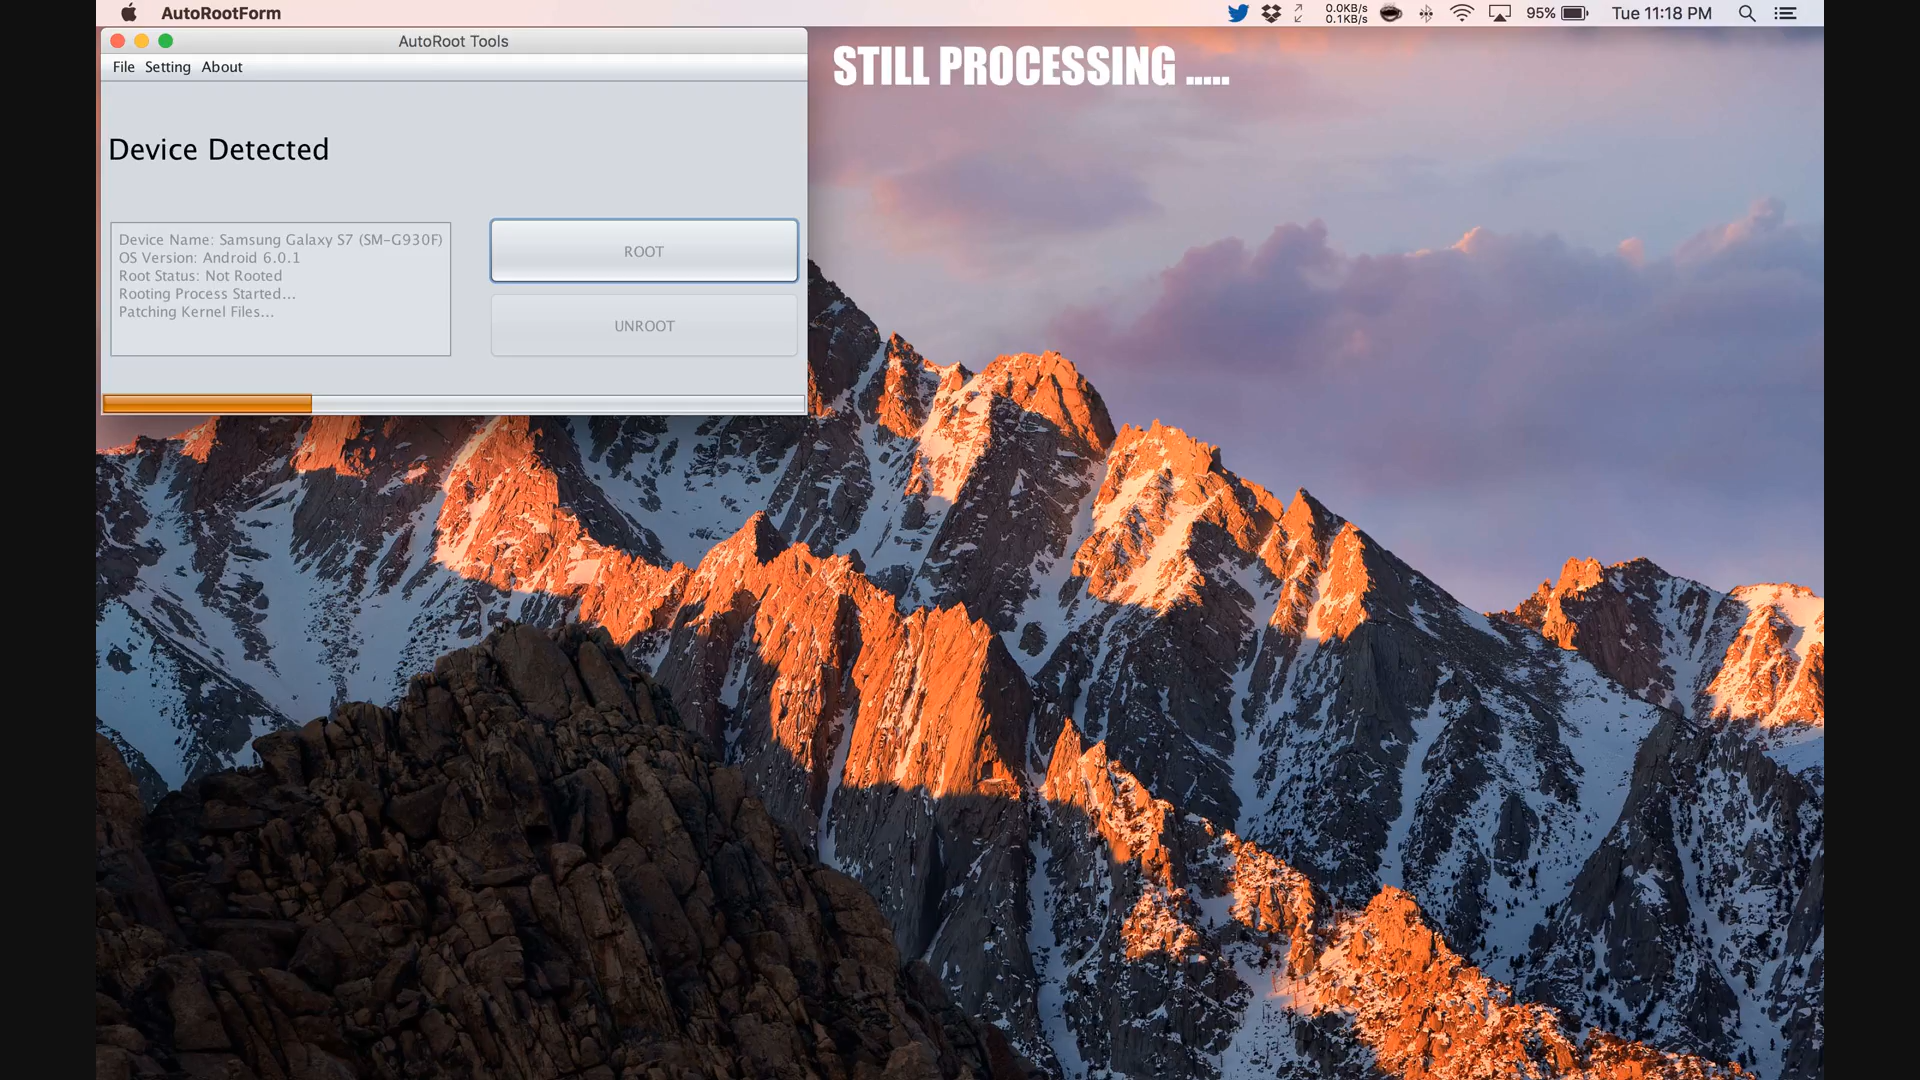 AutoRootForm
0.0KB/s
0.1KB/s
95%
Tue 11:18 PM
AutoRoot Tools
File Setting About
STILL PROCESSING .....
Device Detected
Device Name: Samsung Galaxy S7 (SM-G930F)
OS Version: Android 6.0.1
Root Status: Not Rooted
Rooting Process Started...
Patching Kernel Files...
ROOT
UNROOT